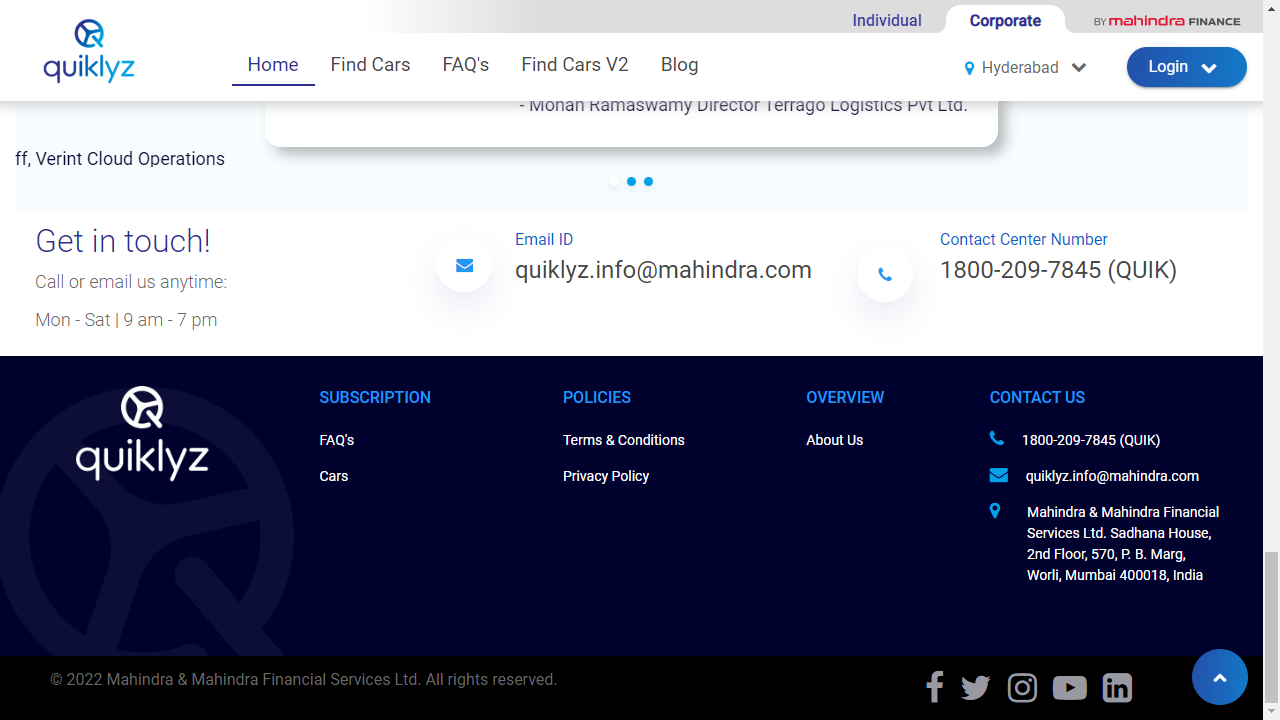 Individual
Corporate
BY mahindra FINANCE
quiklyz
Home
Find Cars
FAQ's
Find Cars V2
Blog
Hyderabad
Login
- Mohan Ramaswamy Director Terrago Logistics Pvt Ltd.
ff, Verint Cloud Operations
Get in touch!
Call or email us anytime:
Mon - Sat | 9 am - 7 pm
Email ID
quiklyz.info@mahindra.com
Contact Center Number
1800-209-7845 (QUIK)
quiklyz
SUBSCRIPTION
FAQ's
Cars
POLICIES
Terms & Conditions
Privacy Policy
OVERVIEW
About Us
CONTACT US
1800-209-7845 (QUIK)
quiklyz.info@mahindra.com
Mahindra & Mahindra Financial
Services Ltd. Sadhana House,
2nd Floor, 570, P. B. Marg,
Worli, Mumbai 400018, India
© 2022 Mahindra & Mahindra Financial Services Ltd. All rights reserved.